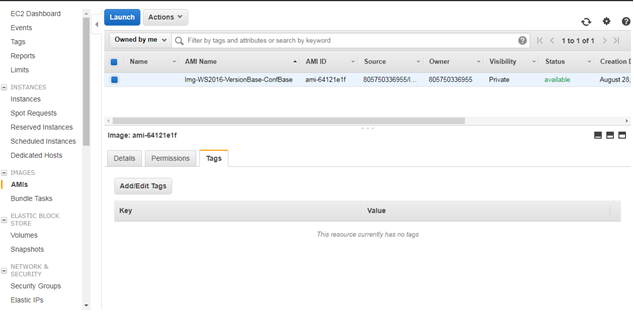 EC2 Dashboard
Events
Tags
Reports
Limits
INSTANCES
Instances
Spot Requests
Reserved Instances
Scheduled Instances
Dedicated Hosts
IMAGES
AMIs
Bundle Tasks
ELASTIC BLOCK
STORE
Volumes
Snapshots
NETWORK &
SECURITY
Security Groups
Elastic IPs
Launch Actions
Owned by me Filter by tags and attributes or search by keyword 1 to 1 of 1
Name AMI Name AMI ID Source Owner Visibility Status Creation D
Img-WS2016-VersionBase-ConfBase ami-64121e1f 805750336955/I... 805750336955 Private available August 28,
Image: ami-64121e1f
Details Permissions Tags
Add/Edit Tags
Key Value
This resource currently has no tags